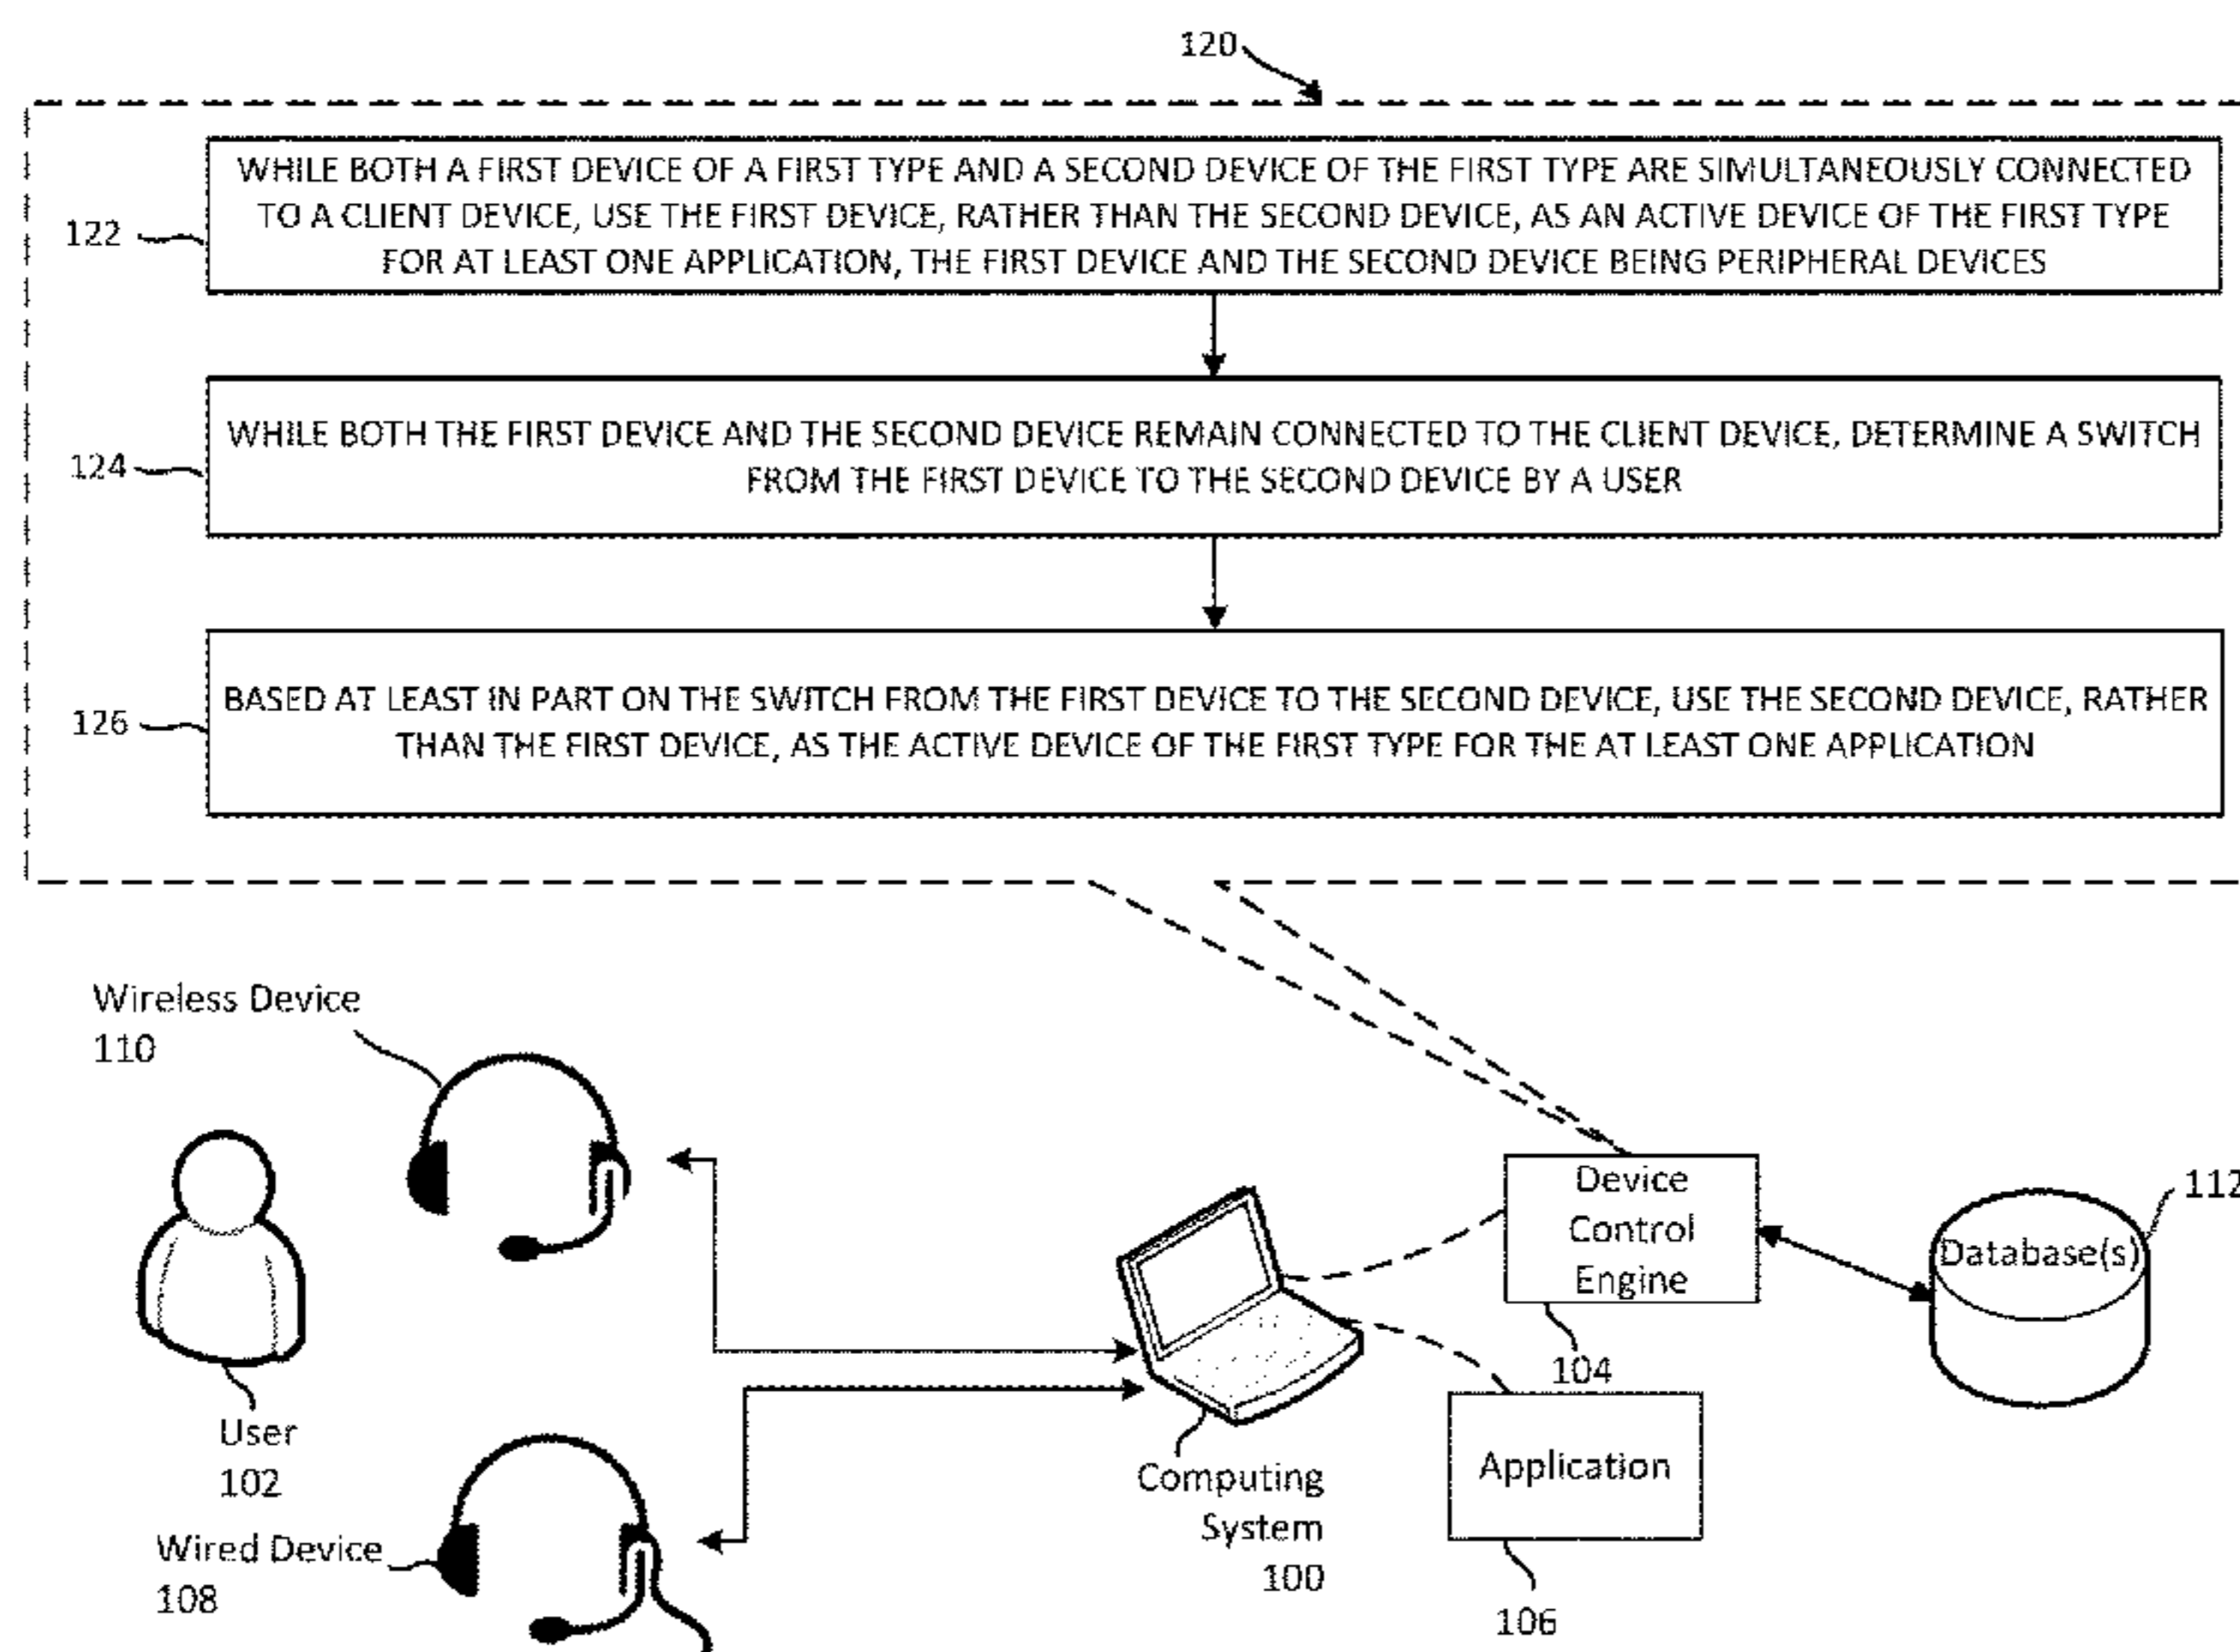 120
WHILE BOTH A FIRST DEVICE OF A FIRST TYPE AND A SECOND DEVICE OF THE FIRST TYPE ARE SIMULTANEOUSLY CONNECTED
TO A CLIENT DEVICE, USE THE FIRST DEVICE, RATHER THAN THE SECOND DEVICE, AS AN ACTIVE DEVICE OF THE FIRST TYPE
FOR AT LEAST ONE APPLICATION, THE FIRST DEVICE AND THE SECOND DEVICE BEING PERIPHERAL DEVICES
122
WHILE BOTH THE FIRST DEVICE AND THE SECOND DEVICE REMAIN CONNECTED TO THE CLIENT DEVICE, DETERMINE A SWITCH
FROM THE FIRST DEVICE TO THE SECOND DEVICE BY A USER
124
BASED AT LEAST IN PART ON THE SWITCH FROM THE FIRST DEVICE TO THE SECOND DEVICE, USE THE SECOND DEVICE, RATHER
THAN THE FIRST DEVICE, AS THE ACTIVE DEVICE OF THE FIRST TYPE FOR THE AT LEAST ONE APPLICATION
126
Wireless Device
110
User
102
Wired Device
108
Computing
System
100
Device
Control
Engine
104
Application
106
Database(s)
112